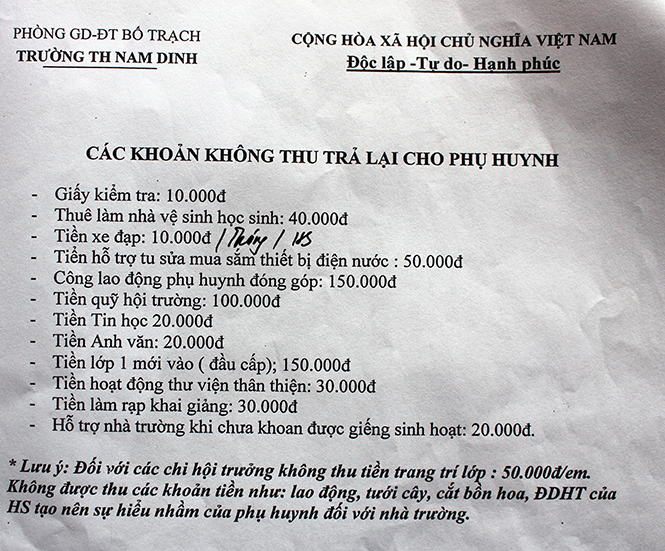 PHÒNG GD-ĐT BỐ TRẠCH
TRƯỜNG TH NAM DINH
CỘNG HÒA XÃ HỘI CHỦ NGHĨA VIỆT NAM
Độc lập -Tự do- Hạnh phúc
CÁC KHOẢN KHÔNG THU TRẢ LẠI CHO PHỤ HUYNH
- Giấy kiểm tra: 10.000đ
- Thuê làm nhà vệ sinh học sinh: 40.000đ
- Tiền xe đạp: 10.000đ / Tháng / HS
- Tiền hỗ trợ tu sửa mua sắm thiết bị điện nước : 50.000đ
- Công lao động phụ huynh đóng góp: 150.000đ
- Tiền quỹ hội trường: 100.000đ
- Tiền Tin học 20.000đ
- Tiền Anh văn: 20.000đ
- Tiền lớp 1 mới vào ( đầu cấp); 150.000đ
- Tiền hoạt động thư viện thân thiện: 30.000đ
- Tiền làm rạp khai giảng: 30.000đ
- Hỗ trợ nhà trường khi chưa khoan được giếng sinh hoạt: 20.000đ.
* Lưu ý: Đối với các chi hội trưởng không thu tiền trang trí lớp : 50.000đ/em.
Không được thu các khoản tiền như: lao động, tưới cây, cắt bồn hoa, ĐDHT của
HS tạo nên sự hiểu nhầm của phụ huynh đối với nhà trường.